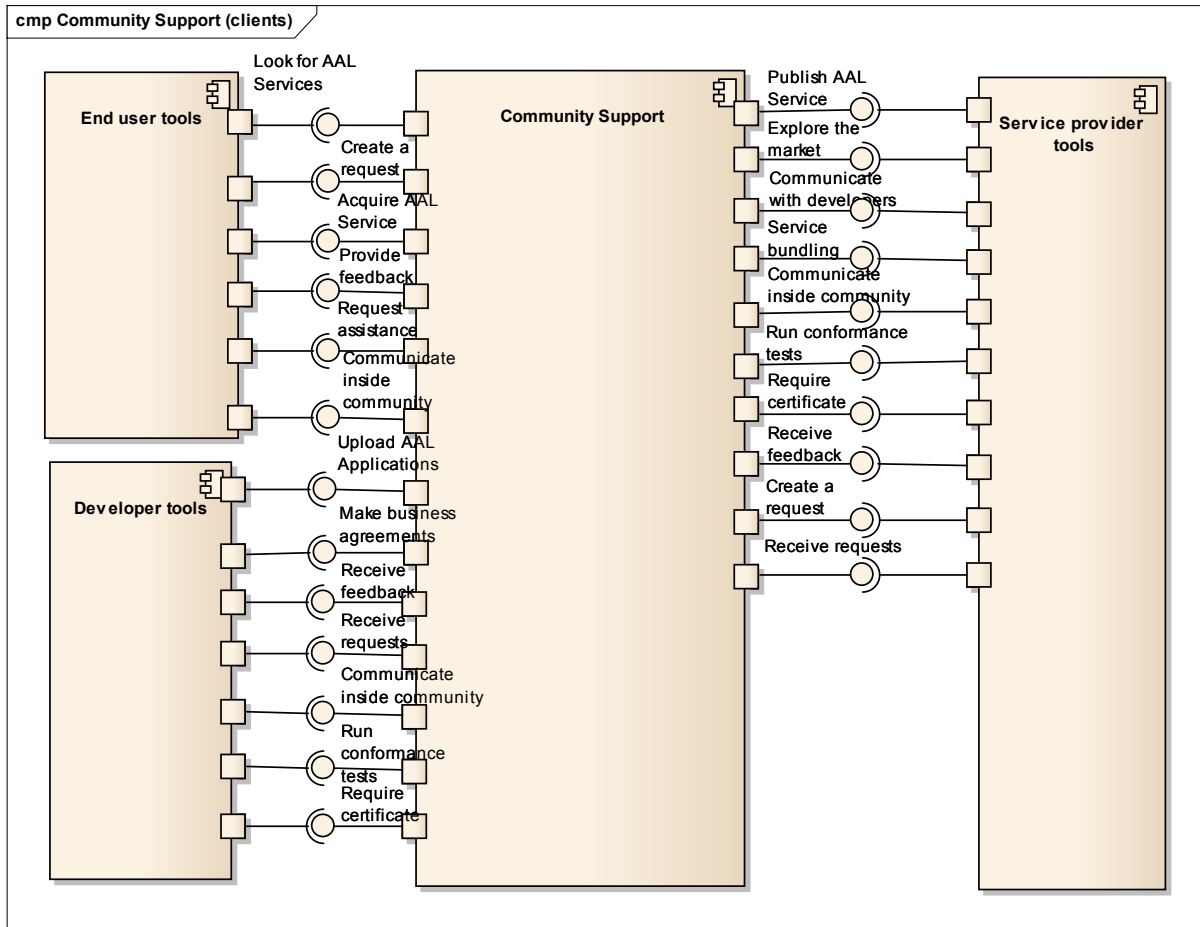 cmp Community Support (clients)
End user tools
Look for AAL
Services
Create a
request
Acquire AAL
Service
Provide
feedback
Request
assistance
Communicate
inside
community
Developer tools
Upload AAL
Applications
Make business
agreements
Receive
feedback
Receive
requests
Communicate
inside community
Run
conformance
tests
Require
certificate
Community Support
Publish AAL
Service
Explore the
market
Communicate
with developers
Service
bundling
Communicate
inside community
Run conformance
tests
Require
certificate
Receive
feedback
Create a
request
Receive requests
Service provider
tools